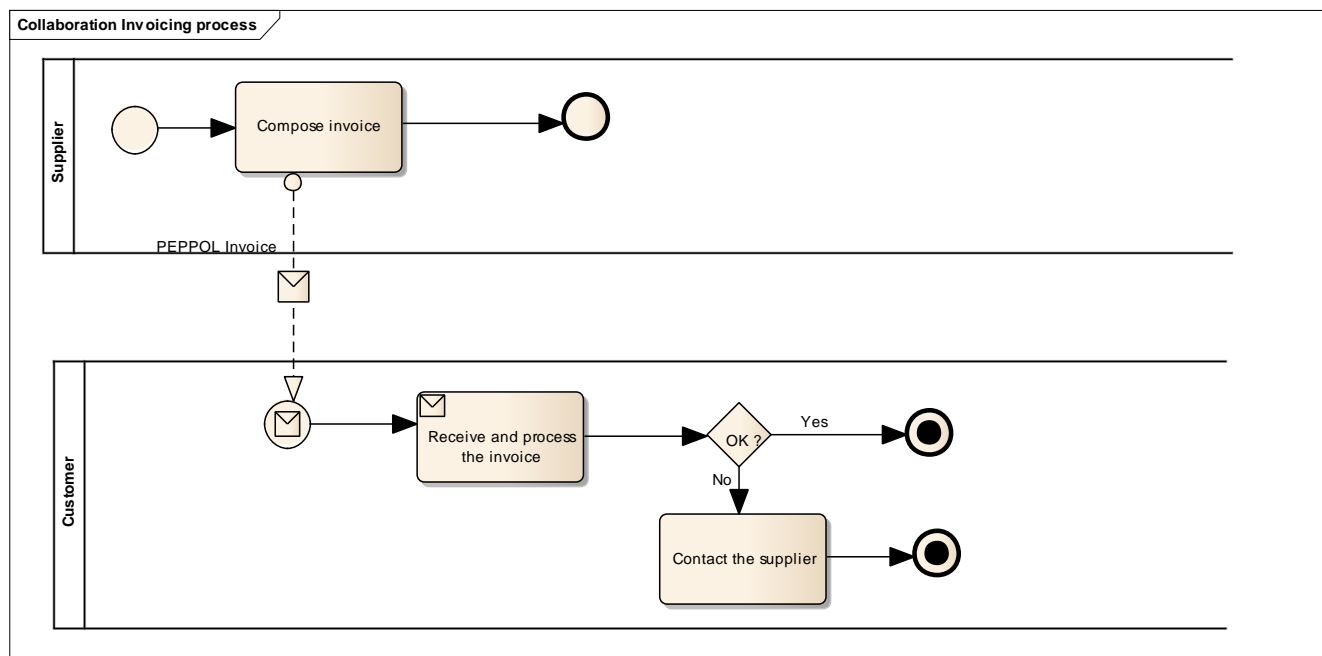 Collaboration Invoicing process
Supplier
Compose invoice
PEPPOL Invoice
Customer
Receive and process
the invoice
OK ?
Yes
No
Contact the supplier